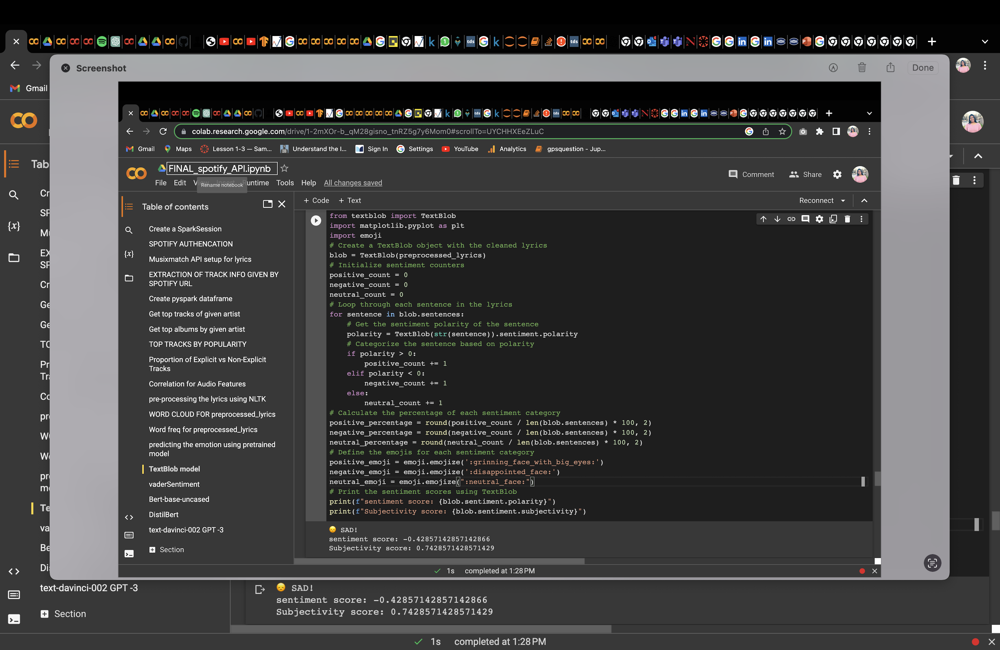 Screenshot
Done
Gmail
colab.research.google.com/drive/1-2mXOr-b_qM28gisno_tnRZ5g7y6Mom0#scrollTo=UYCHHXEeZLuC
Gmail Maps Lesson 1-3 — Sam... Understand the I... Sign In Settings YouTube Analytics gpsquestion - Jup...
FINAL_spotify_API.ipynb
File Edit View Insert Runtime Tools Help All changes saved
Rename notebook
Comment Share
Table of contents
+ Code + Text
Reconnect
Create a SparkSession
SPOTIFY AUTHENCATION
Musixmatch API setup for lyrics
EXTRACTION OF TRACK INFO GIVEN BY
SPOTIFY URL
Create pyspark dataframe
Get top tracks of given artist
Get top albums by given artist
TOP TRACKS BY POPULARITY
Proportion of Explicit vs Non-Explicit
Tracks
Correlation for Audio Features
pre-processing the lyrics using NLTK
WORD CLOUD FOR preprocessed_lyrics
Word freq for preprocessed_lyrics
predicting the emotion using pretrained
model
TextBlob model
vaderSentiment
Bert-base-uncased
DistilBert
text-davinci-002 GPT -3
Section
from textblob import TextBlob
import matplotlib.pyplot as plt
import emoji
# Create a TextBlob object with the cleaned lyrics
blob = TextBlob(preprocessed_lyrics)
# Initialize sentiment counters
positive_count = 0
negative_count = 0
neutral_count = 0
# Loop through each sentence in the lyrics
for sentence in blob.sentences:
    # Get the sentiment polarity of the sentence
    polarity = TextBlob(str(sentence)).sentiment.polarity
    # Categorize the sentence based on polarity
    if polarity > 0:
        positive_count += 1
    elif polarity < 0:
        negative_count += 1
    else:
        neutral_count += 1
# Calculate the percentage of each sentiment category
positive_percentage = round(positive_count / len(blob.sentences) * 100, 2)
negative_percentage = round(negative_count / len(blob.sentences) * 100, 2)
neutral_percentage = round(neutral_count / len(blob.sentences) * 100, 2)
# Define the emojis for each sentiment category
positive_emoji = emoji.emojize(':grinning_face_with_big_eyes:')
negative_emoji = emoji.emojize(':disappointed_face:')
neutral_emoji = emoji.emojize(":neutral_face:")
# Print the sentiment scores using TextBlob
print(f"sentiment score: {blob.sentiment.polarity}")
print(f"Subjectivity score: {blob.sentiment.subjectivity}")
😞 SAD!
sentiment score: -0.42857142857142866
Subjectivity score: 0.7428571428571429
1s completed at 1:28 PM
Tab
Cr
SP
Mu
EX
SP
Cr
Ge
Ge
TO
Pr
Tra
Co
pre
WO
Wo
pre
mo
Te
va
Be
Dis
text-davinci-002 GPT -3
Section
😞 SAD!
sentiment score: -0.42857142857142866
Subjectivity score: 0.7428571428571429
1s completed at 1:28 PM